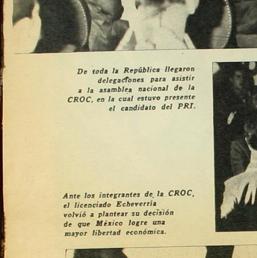 De toda la República llegaron
delegaciones para asistir
a la asamblea nacional de la
CROC, en la cual estuvo presente
el candidato del PRI.
Ante los integrantes de la CROC,
el licenciado Echeverría
volvió a plantear su decisión
de que México logre una
mayor libertad económica.